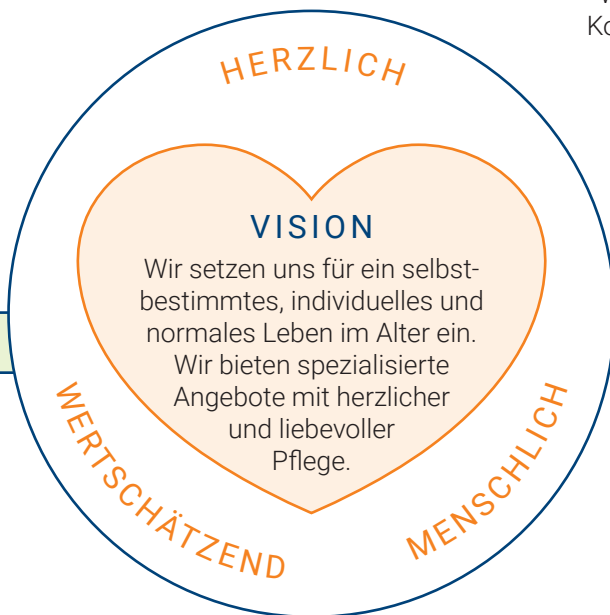 HERZLICH
VISION
Wir setzen uns für ein selbst-
bestimmtes, individuelles und
normales Leben im Alter ein.
Wir bieten spezialisierte
Angebote mit herzlicher
und liebevoller
Pflege.
WERTSCHÄTZEND
MENSCHLICH